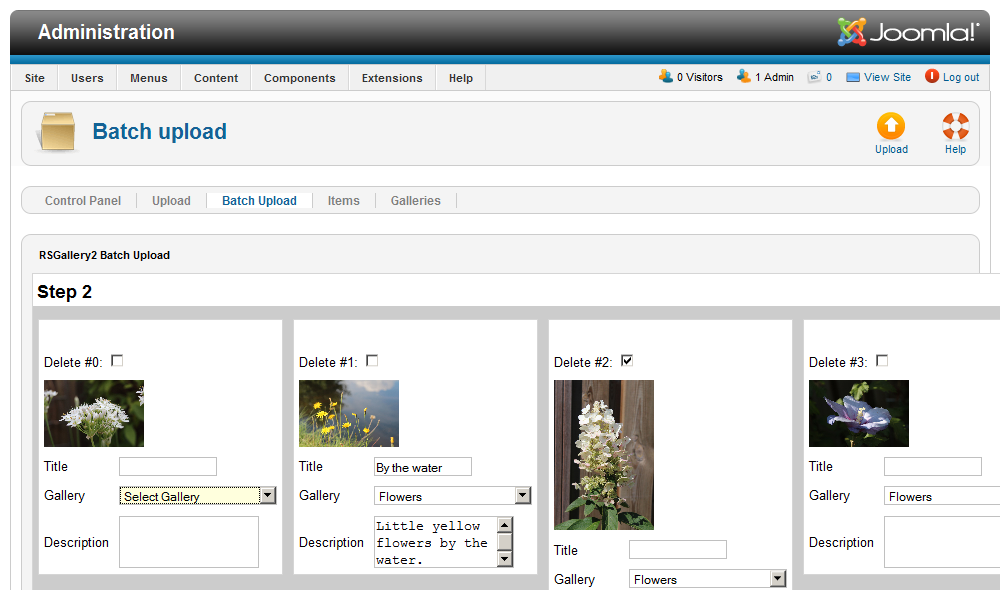 Administration
Joomla!
Site Users Menus Content Components Extensions Help
0 Visitors 1 Admin 0 View Site Log out
Batch upload
Upload Help
Control Panel Upload Batch Upload Items Galleries
RSGallery2 Batch Upload
Step 2
Delete #0: Delete #1: Delete #2: Delete #3:
Title Title By the water Title
Gallery Select Gallery Gallery Flowers Gallery Flowers
Description Description Little yellow
flowers by the
water.
Description
Title
Gallery Flowers